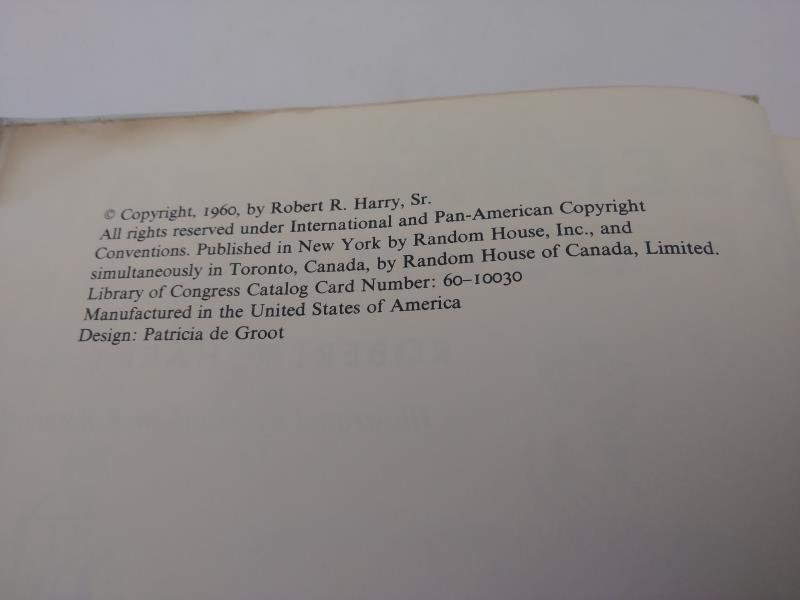 © Copyright, 1960, by Robert R. Harry, Sr.
All rights reserved under International and Pan-American Copyright
Conventions. Published in New York by Random House, Inc., and
simultaneously in Toronto, Canada, by Random House of Canada, Limited.
Library of Congress Catalog Card Number: 60–10030
Manufactured in the United States of America
Design: Patricia de Groot